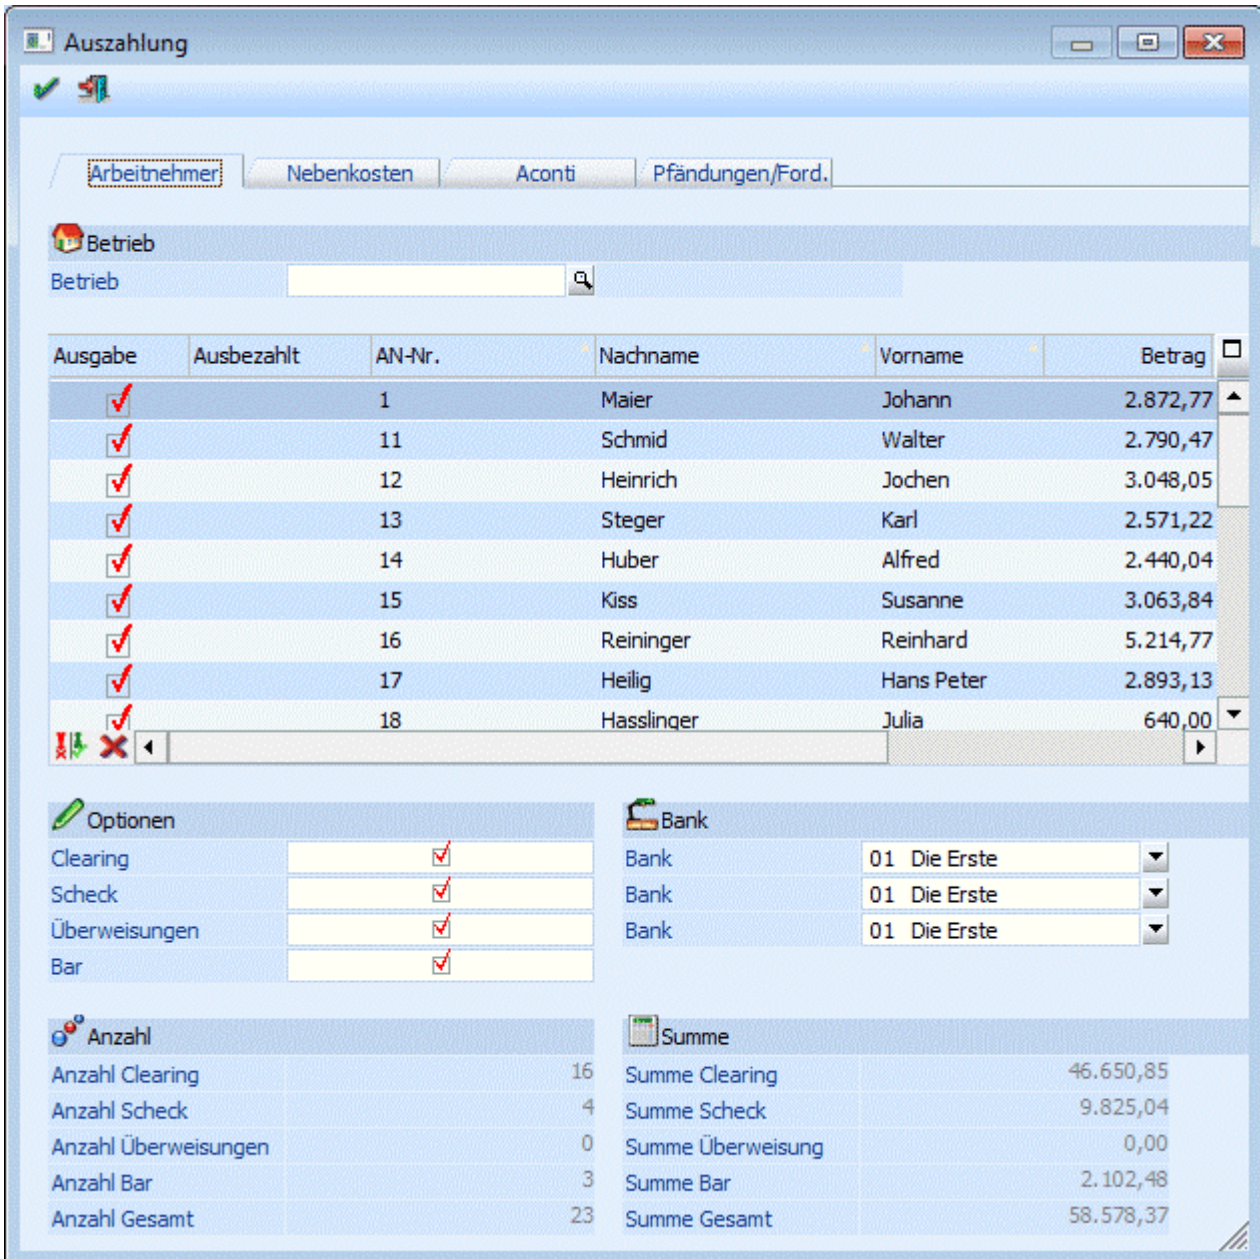 Auszahlung
Arbeitnehmer Nebenkosten Aconti Pfändungen/Ford.
Betrieb
Betrieb
Ausgabe Ausbezahlt AN-Nr. Nachname Vorname Betrag
1 Maier Johann 2.872,77
11 Schmid Walter 2.790,47
12 Heinrich Jochen 3.048,05
13 Steger Karl 2.571,22
14 Huber Alfred 2.440,04
15 Kiss Susanne 3.063,84
16 Reininger Reinhard 5.214,77
17 Heilig Hans Peter 2.893,13
18 Hasslinger Julia 640,00
Optionen Bank
Clearing Bank 01 Die Erste
Scheck Bank 01 Die Erste
Überweisungen Bank 01 Die Erste
Bar
Anzahl Summe
Anzahl Clearing 16 Summe Clearing 46.650,85
Anzahl Scheck 4 Summe Scheck 9.825,04
Anzahl Überweisungen 0 Summe Überweisung 0,00
Anzahl Bar 3 Summe Bar 2.102,48
Anzahl Gesamt 23 Summe Gesamt 58.578,37